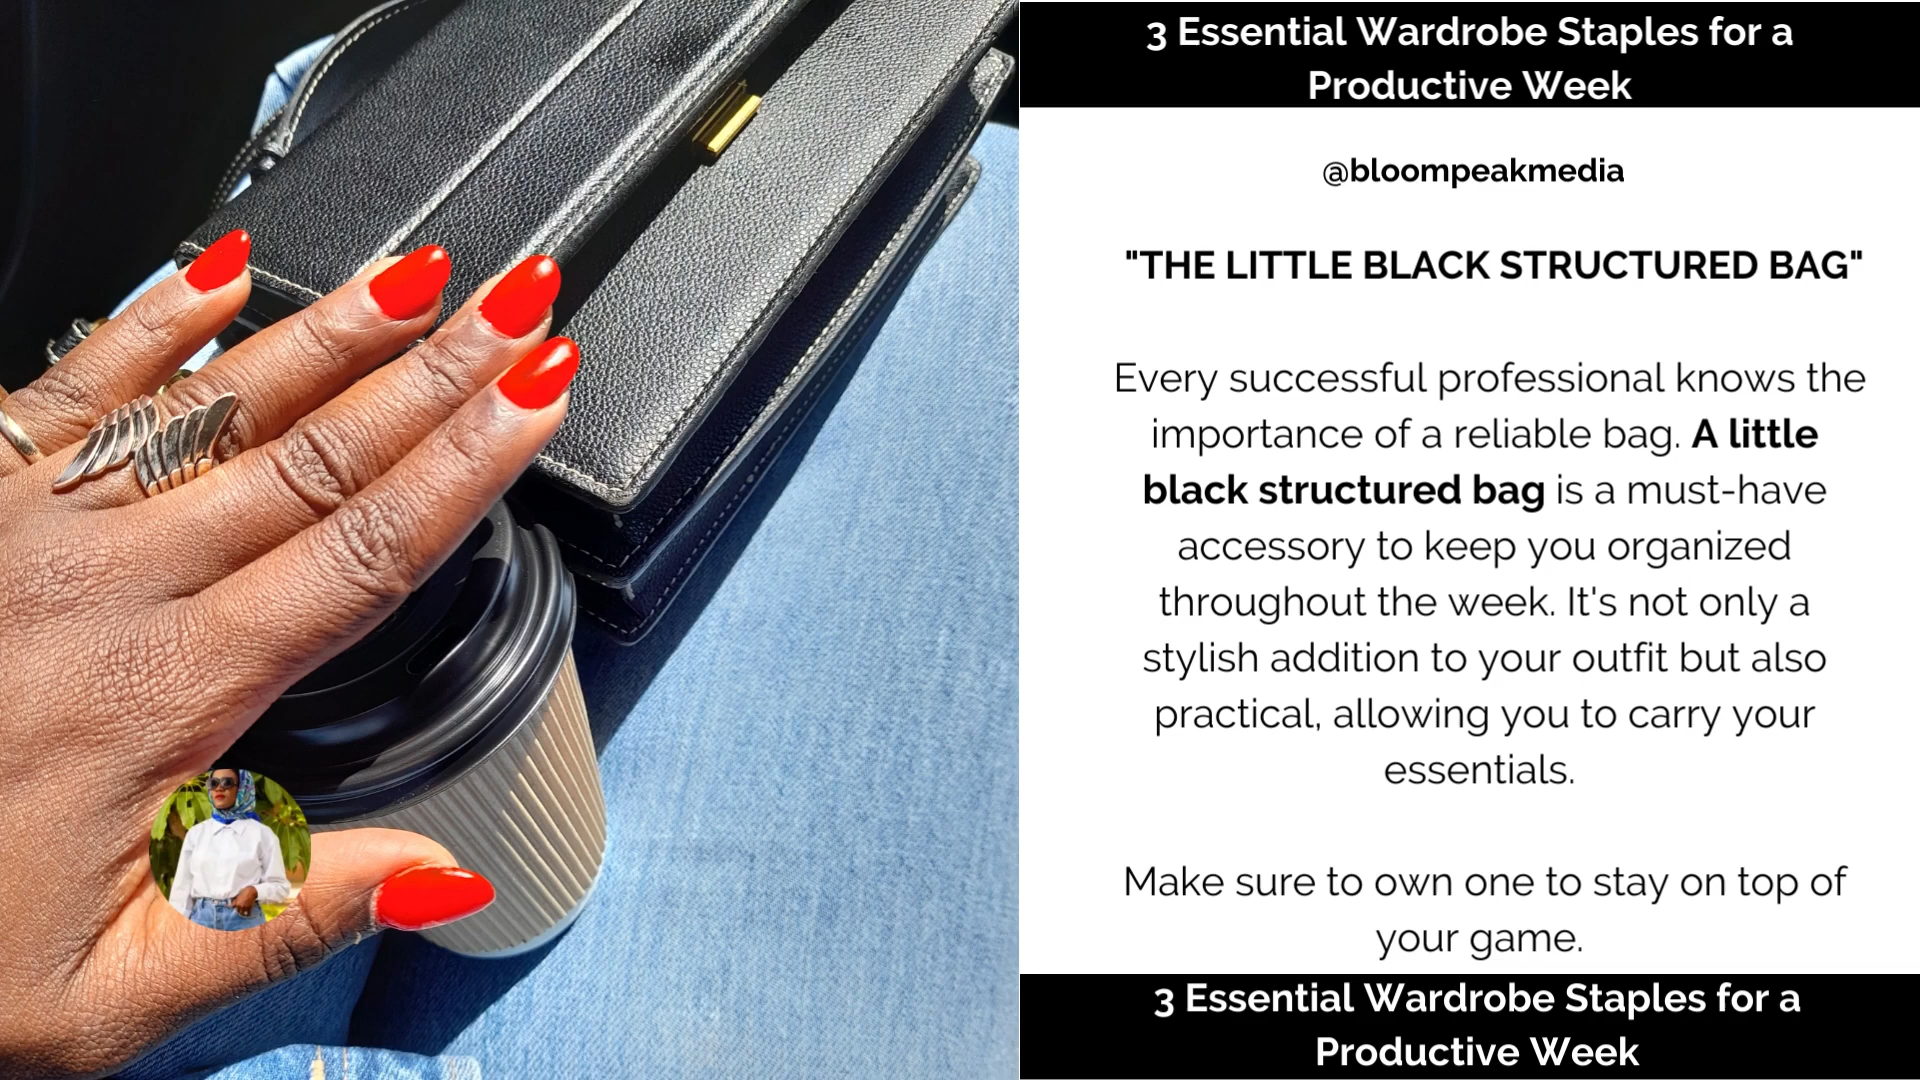 3 Essential Wardrobe Staples for a
Productive Week
@bloompeakmedia
"THE LITTLE BLACK STRUCTURED BAG"
Every successful professional knows the
importance of a reliable bag. A little
black structured bag is a must-have
accessory to keep you organized
throughout the week. It's not only a
stylish addition to your outfit but also
practical, allowing you to carry your
essentials.
Make sure to own one to stay on top of
your game.
3 Essential Wardrobe Staples for a
Productive Week